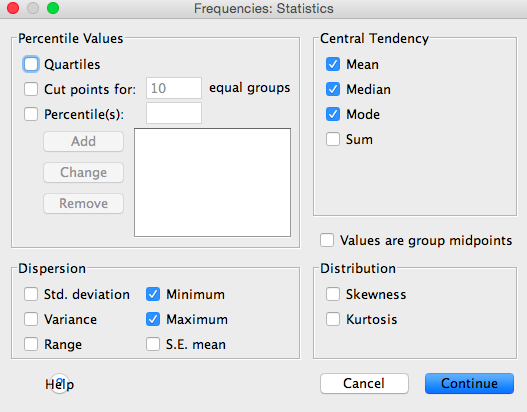 Frequencies: Statistics
Percentile Values
Quartiles
Cut points for: 10 equal groups
Percentile(s):
Add
Change
Remove
Central Tendency
Mean
Median
Mode
Sum
Values are group midpoints
Dispersion
Std. deviation Minimum
Variance Maximum
Range S.E. mean
Distribution
Skewness
Kurtosis
Help
Cancel
Continue